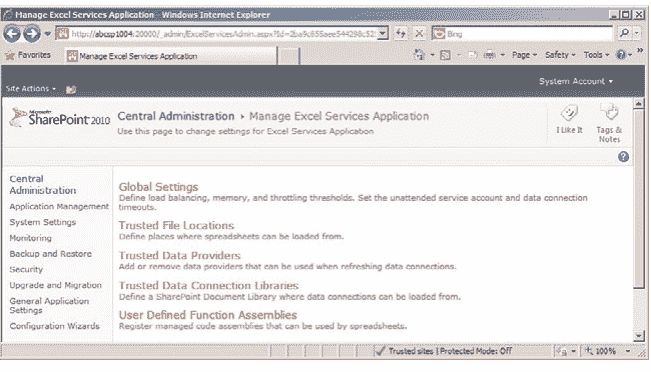 Manage Excel Services Application - Windows Internet Explorer
Bing
Favorites
Manage Excel Services Application
Page
Safety
Tools
System Account
Site Actions
Microsoft
SharePoint 2010
Central Administration
Manage Excel Services Application
Use this page to change settings for Excel Services Application
I Like It
Tags &
Notes
Central
Administration
Application Management
System Settings
Monitoring
Backup and Restore
Security
Upgrade and Migration
General Application
Settings
Configuration Wizards
Global Settings
Define load balancing, memory, and throttling thresholds. Set the unattended service account and data connection
timeouts.
Trusted File Locations
Define places where spreadsheets can be loaded from.
Trusted Data Providers
Add or remove data providers that can be used when refreshing data connections.
Trusted Data Connection Libraries
Define a SharePoint Document Library where data connections can be loaded from.
User Defined Function Assemblies
Register managed code assemblies that can be used by spreadsheets.
Trusted sites | Protected Mode: Off
100%